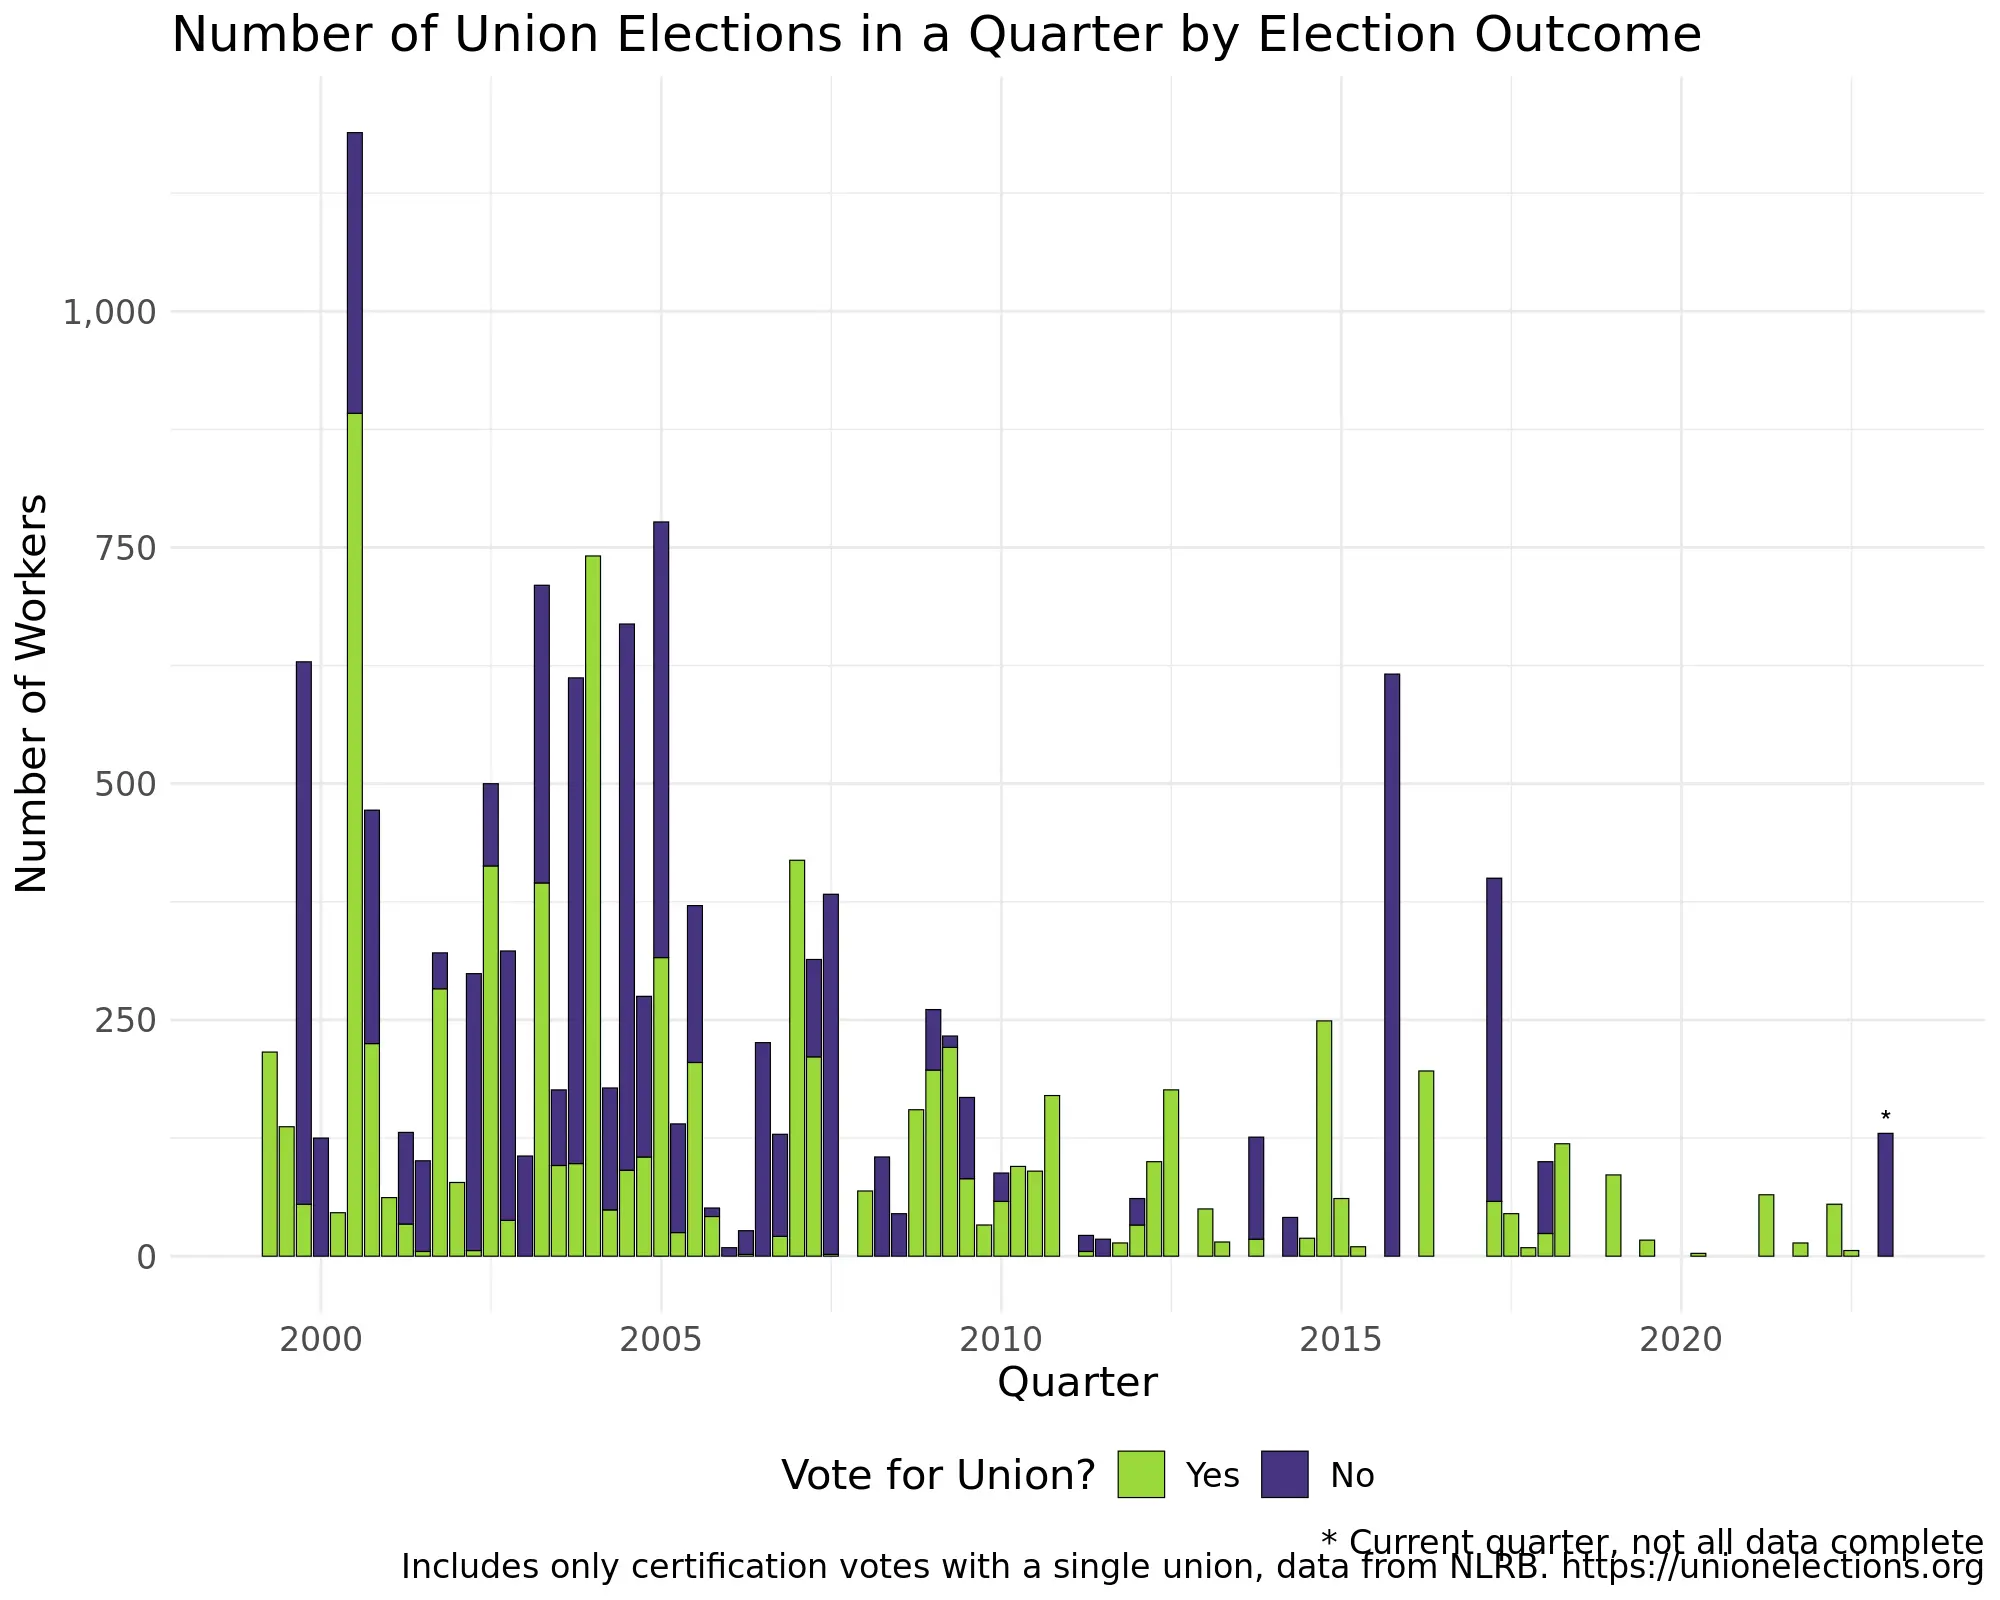 Number of Union Elections in a Quarter by Election Outcome
Number of Workers
1,000
750
500
250
0
*
2000 2005 2010 2015 2020
Quarter
Vote for Union? Yes No
* Current quarter, not all data complete
Includes only certification votes with a single union, data from NLRB. https://unionelections.org